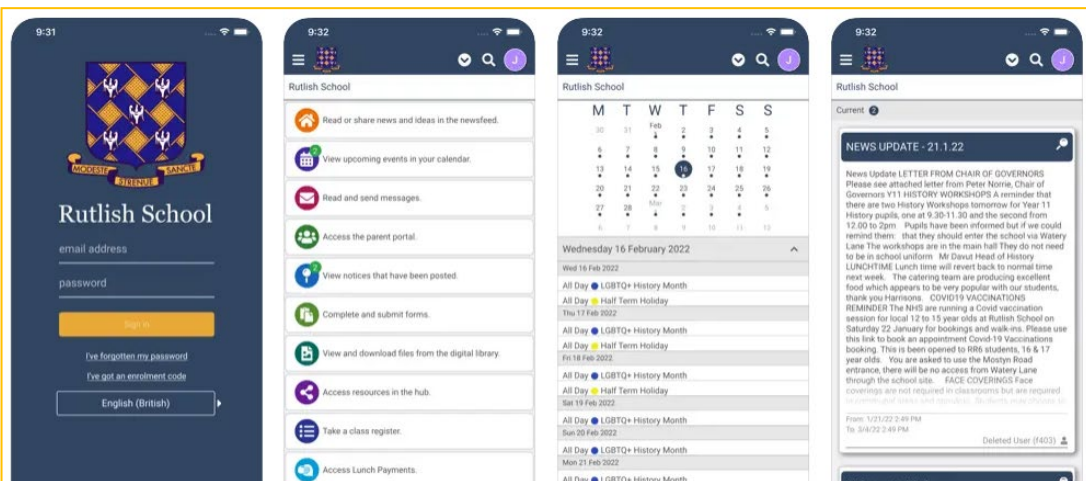 9:31
MODESTE STRENUE SANCTE
Rutlish School
email address
password
Sign in
I've forgotten my password
I've got an enrolment code
English (British)
9:32
J
Rutlish School
Read or share news and ideas in the newsfeed.
2
View upcoming events in your calendar.
Read and send messages.
Access the parent portal.
2
View notices that have been posted.
Complete and submit forms.
View and download files from the digital library.
Access resources in the hub.
Take a class register.
Access Lunch Payments.
9:32
J
Rutlish School
M T W T F S S
30 31 Feb 2 3 4 5
6 7 8 9 10 11 12
13 14 15 16 17 18 19
20 21 22 23 24 25 26
27 28 Mar 2 3 4 5
6 7 8 9 10 11 12
Wednesday 16 February 2022
Wed 16 Feb 2022
All Day LGBTQ+ History Month
All Day Half Term Holiday
Thu 17 Feb 2022
All Day LGBTQ+ History Month
All Day Half Term Holiday
Fri 18 Feb 2022
All Day LGBTQ+ History Month
All Day Half Term Holiday
Sat 19 Feb 2022
All Day LGBTQ+ History Month
Sun 20 Feb 2022
All Day LGBTQ+ History Month
Mon 21 Feb 2022
All Day LGBTQ+ History Month
9:32
J
Rutlish School
Current 2
NEWS UPDATE - 21.1.22
News Update LETTER FROM CHAIR OF GOVERNORS
Please see attached letter from Peter Norrie, Chair of
Governors Y11 HISTORY WORKSHOPS A reminder that
there are two History Workshops tomorrow for Year 11
History pupils, one at 9.30-11.30 and the second from
12.00 to 2pm Pupils have been informed but if we could
remind them: that they should enter the school via Watery
Lane The workshops are in the main hall They do not need
to be in school uniform Mr Davut Head of History
LUNCHTIME Lunch time will revert back to normal time
next week. The catering team are producing excellent
food which appears to be very popular with our students,
thank you Harrisons. COVID19 VACCINATIONS
REMINDER The NHS are running a Covid vaccination
session for local 12 to 15 year olds at Rutlish School on
Saturday 22 January for bookings and walk-ins. Please use
this link to book an appointment Covid-19 Vaccinations
booking. This is been opened to RR6 students, 16 & 17
year olds. You are asked to use the Mostyn Road
entrance, there will be no access from Watery Lane
through the school site. FACE COVERINGS Face
coverings are not required in classrooms but are required
From: 1/21/22 2:49 PM
To: 3/4/22 2:49 PM
Deleted User (f403)